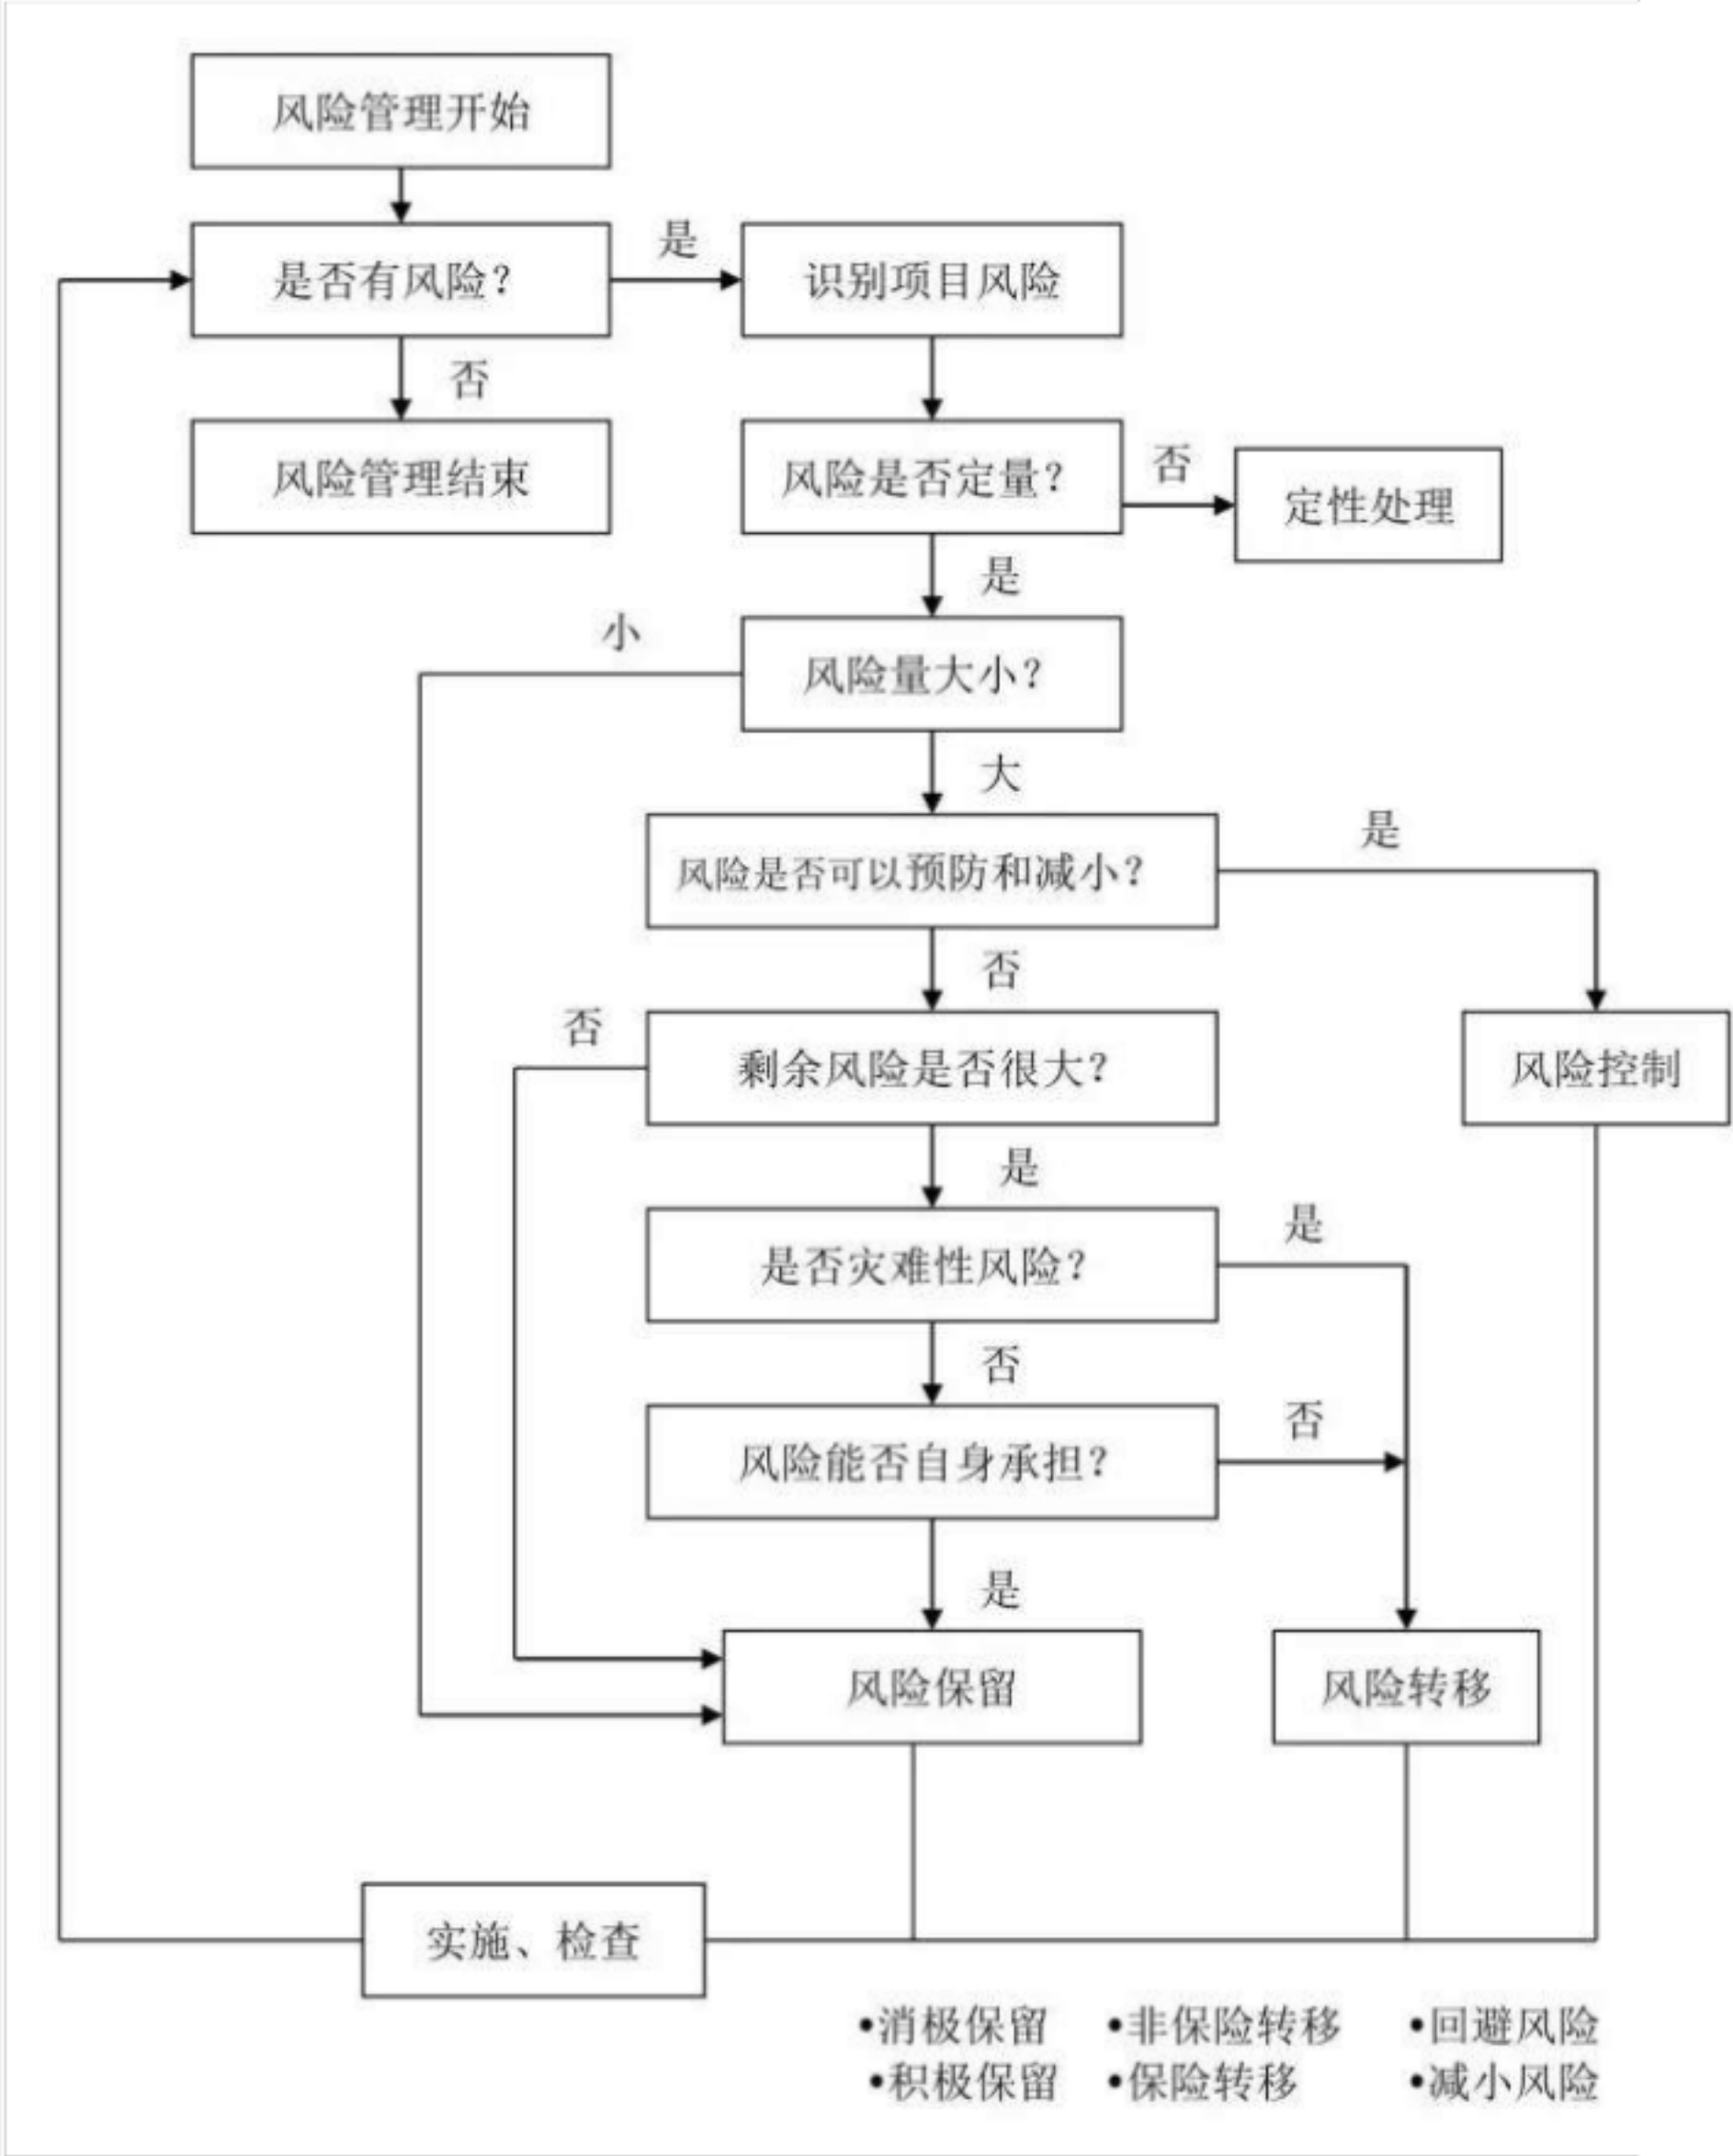 风险管理开始
是否有风险?
是
识别项目风险
否
风险管理结束
风险是否定量?
否
定性处理
是
小
风险量大小?
大
风险是否可以预防和减小?
是
否
否
剩余风险是否很大?
风险控制
是
是否灾难性风险?
是
否
风险能否自身承担?
否
是
风险保留
风险转移
实施、检查
•消极保留 •非保险转移 •回避风险
•积极保留 •保险转移 •减小风险